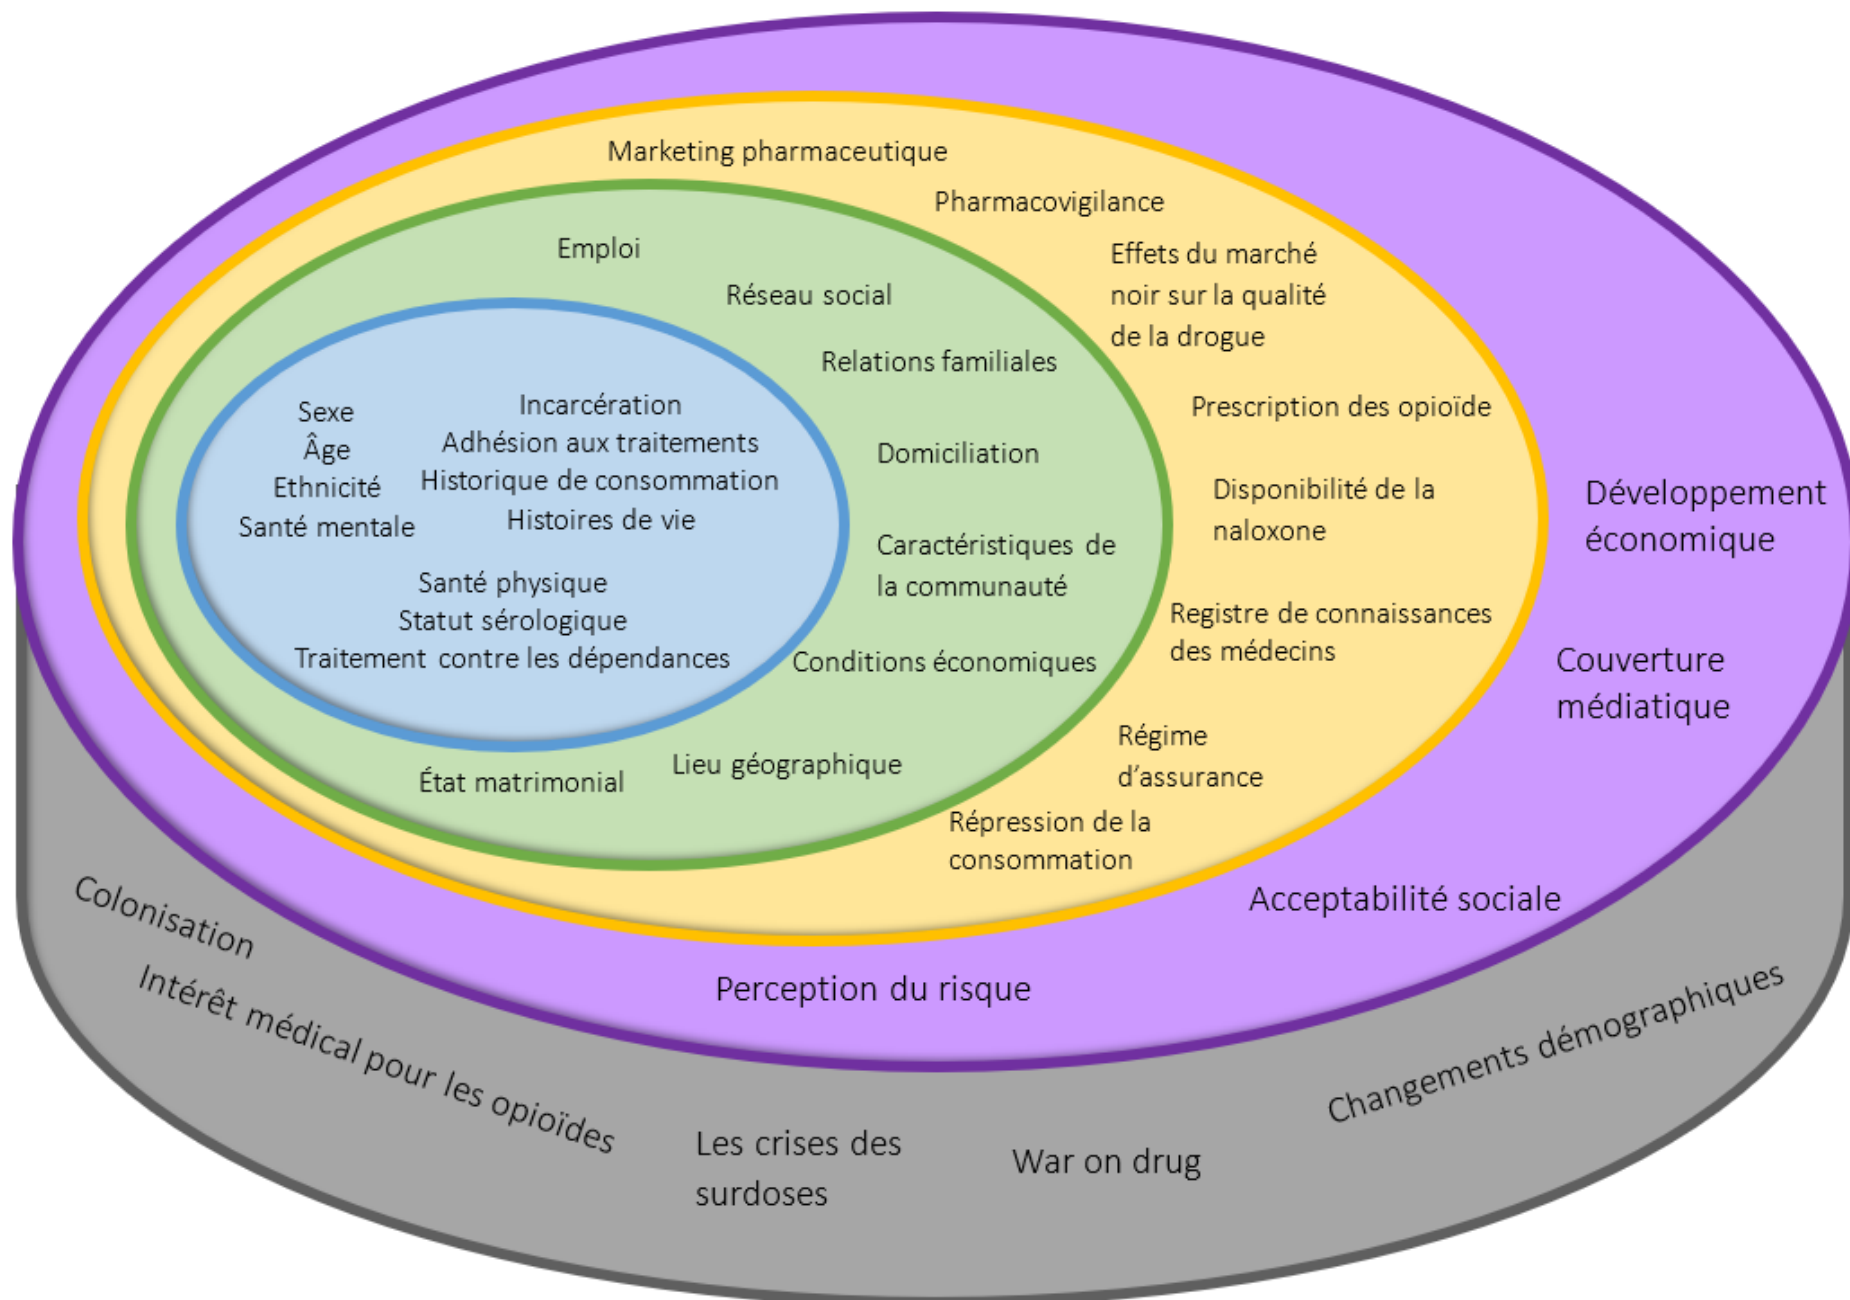 Marketing pharmaceutique
Pharmacovigilance
Effets du marché
noir sur la qualité
de la drogue
Prescription des opioïde
Disponibilité de la
naloxone
Registre de connaissances
des médecins
Régime
d’assurance
Répression de la
consommation
Emploi
Réseau social
Relations familiales
Domiciliation
Caractéristiques de
la communauté
Conditions économiques
Lieu géographique
État matrimonial
Sexe
Âge
Ethnicité
Santé mentale
Incarcération
Adhésion aux traitements
Historique de consommation
Histoires de vie
Santé physique
Statut sérologique
Traitement contre les dépendances
Développement
économique
Couverture
médiatique
Acceptabilité sociale
Perception du risque
Colonisation
Intérêt médical pour les opioïdes
Les crises des
surdoses
War on drug
Changements démographiques